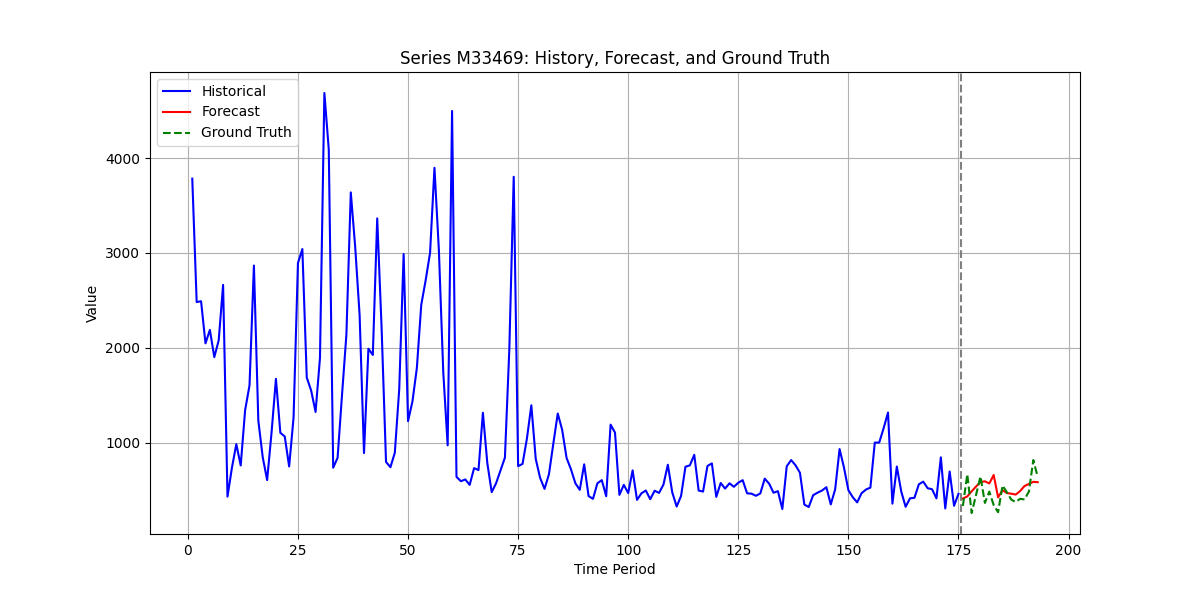 Series M33469: History, Forecast, and Ground Truth
Historical
Forecast
Ground Truth
Value
4000
3000
2000
1000
0 25 50 75 100 125 150 175 200
Time Period